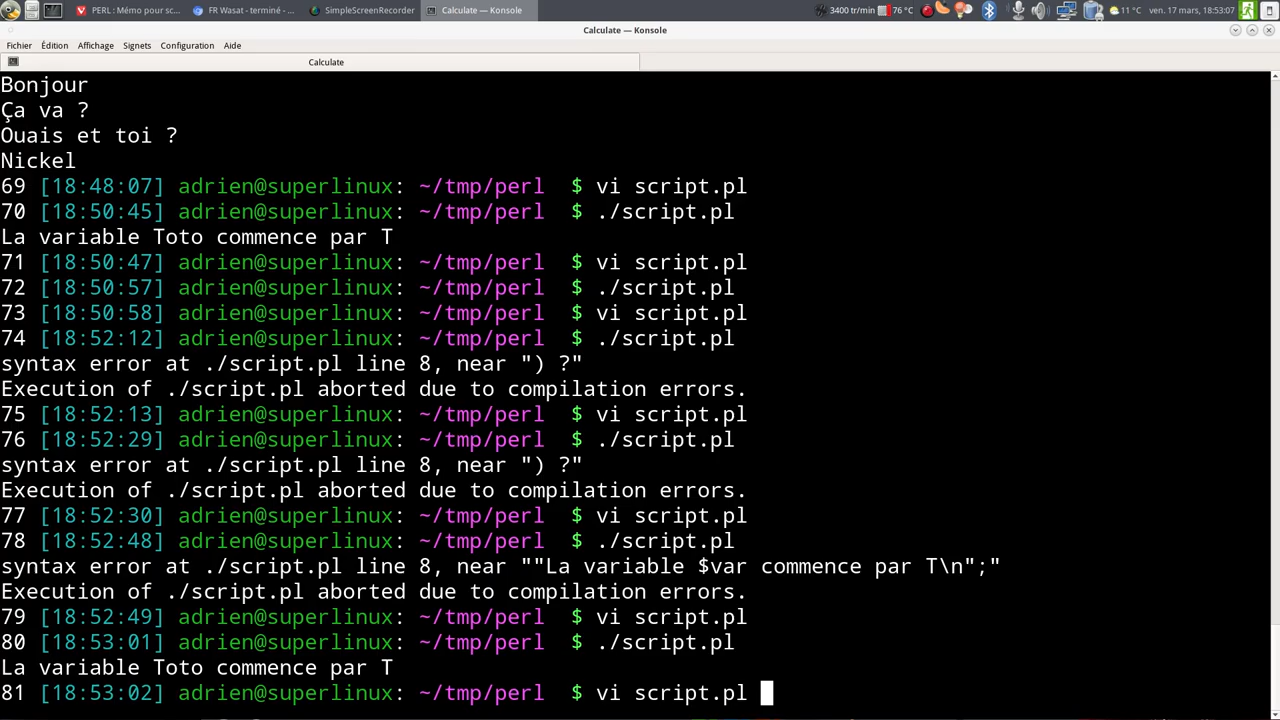 PERL : Mémo pour sc...
FR Wasat - terminé - ...
SimpleScreenRecorder
Calculate — Konsole
3400 tr/min
76 °C
11 °C
ven. 17 mars, 18:53:07
Calculate — Konsole
Fichier Édition Affichage Signets Configuration Aide
Calculate
Bonjour
Ça va ?
Ouais et toi ?
Nickel
69 [18:48:07] adrien@superlinux: ~/tmp/perl $ vi script.pl
70 [18:50:45] adrien@superlinux: ~/tmp/perl $ ./script.pl
La variable Toto commence par T
71 [18:50:47] adrien@superlinux: ~/tmp/perl $ vi script.pl
72 [18:50:57] adrien@superlinux: ~/tmp/perl $ ./script.pl
73 [18:50:58] adrien@superlinux: ~/tmp/perl $ vi script.pl
74 [18:52:12] adrien@superlinux: ~/tmp/perl $ ./script.pl
syntax error at ./script.pl line 8, near ") ?"
Execution of ./script.pl aborted due to compilation errors.
75 [18:52:13] adrien@superlinux: ~/tmp/perl $ vi script.pl
76 [18:52:29] adrien@superlinux: ~/tmp/perl $ ./script.pl
syntax error at ./script.pl line 8, near ") ?"
Execution of ./script.pl aborted due to compilation errors.
77 [18:52:30] adrien@superlinux: ~/tmp/perl $ vi script.pl
78 [18:52:48] adrien@superlinux: ~/tmp/perl $ ./script.pl
syntax error at ./script.pl line 8, near ""La variable $var commence par T\n";"
Execution of ./script.pl aborted due to compilation errors.
79 [18:52:49] adrien@superlinux: ~/tmp/perl $ vi script.pl
80 [18:53:01] adrien@superlinux: ~/tmp/perl $ ./script.pl
La variable Toto commence par T
81 [18:53:02] adrien@superlinux: ~/tmp/perl $ vi script.pl